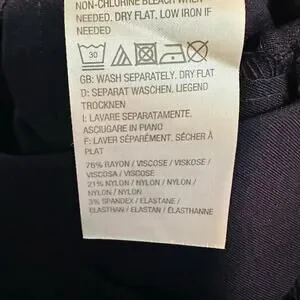 NON-CHLORINE BLEACH WHEN
NEEDED. DRY FLAT. LOW IRON IF
NEEDED
30
GB: WASH SEPARATELY. DRY FLAT
D: SEPARAT WASCHEN, LIEGEND
TROCKNEN
I: LAVARE SEPARATAMENTE.
ASCIUGARE IN PIANO
F: LAVER SÉPARÉMENT. SÉCHER À
PLAT
76% RAYON / VISCOSE / VISKOSE /
VISCOSA / VISCOSE
21% NYLON / NYLON / NYLON /
NYLON / NYLON
3% SPANDEX / ELASTANE /
ELASTHAN / ELASTAN / ÉLASTHANNE